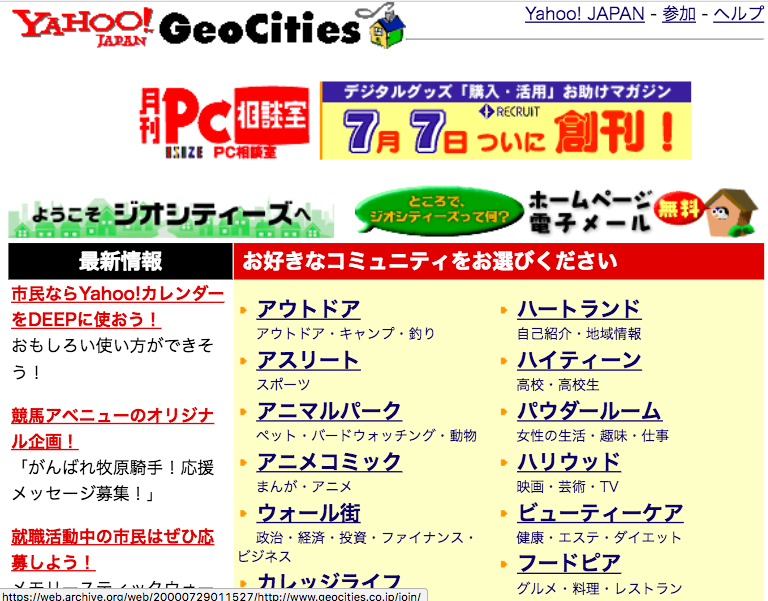 YAHOO! JAPAN GeoCities
Yahoo! JAPAN - 参加 - ヘルプ
月刊 PC相談室
ISIZE PC相談室
デジタルグッズ「購入・活用」お助けマガジン
RECRUIT
7月7日 ついに 創刊！
ようこそ ジオシティーズへ
ところで、
ジオシティーズって何?
ホームページ
電子メール
無料
最新情報
お好きなコミュニティをお選びください
市民ならYahoo!カレンダー
をDEEPに使おう！
おもしろい使い方ができそ
う！
競馬アベニューのオリジナ
ル企画！
「がんばれ牧原騎手！応援
メッセージ募集！」
就職活動中の市民はぜひ応
募しよう！
メモリースティックウォー
アウトドア
アウトドア・キャンプ・釣り
アスリート
スポーツ
アニマルパーク
ペット・バードウォッチング・動物
アニメコミック
まんが・アニメ
ウォール街
政治・経済・投資・ファイナンス・
ビジネス
カレッジライフ
ハートランド
自己紹介・地域情報
ハイティーン
高校・高校生
パウダールーム
女性の生活・趣味・仕事
ハリウッド
映画・芸術・TV
ビューティーケア
健康・エステ・ダイエット
フードピア
グルメ・料理・レストラン
https://web.archive.org/web/20000729011527/http://www.geocities.co.jp/join/